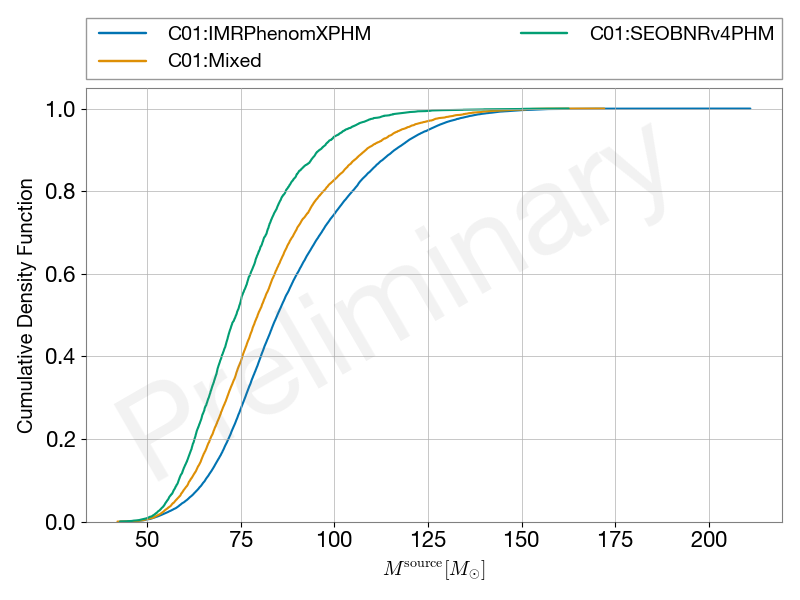 C01:IMRPhenomXPHM
C01:Mixed
C01:SEOBNRv4PHM
Cumulative Density Function
1.0
0.8
0.6
0.4
0.2
0.0
Preliminary
50 75 100 125 150 175 200
M^source [M_⊙]